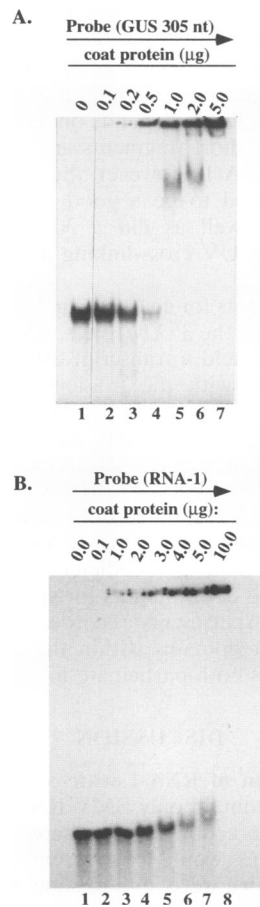 A.
Probe (GUS 305 nt)
coat protein (μg)
0 0.1 0.2 0.5 1.0 2.0 5.0
1 2 3 4 5 6 7
B.
Probe (RNA-1)
coat protein (μg):
0.0 0.1 1.0 2.0 3.0 4.0 5.0 10.0
1 2 3 4 5 6 7 8